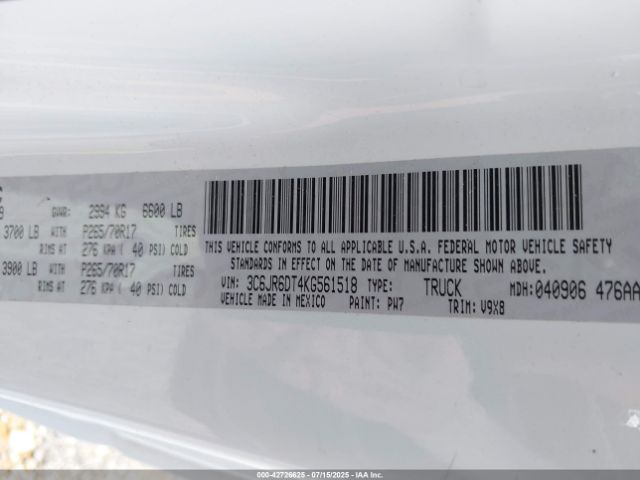 GVWR: 2994 KG 6600 LB
3700 LB WITH P265/70R17 TIRES
RIMS AT 276 KPA ( 40 PSI) COLD
3900 LB WITH P265/70R17 TIRES
RIMS AT 276 KPA ( 40 PSI) COLD
THIS VEHICLE CONFORMS TO ALL APPLICABLE U.S.A. FEDERAL MOTOR VEHICLE SAFETY
STANDARDS IN EFFECT ON THE DATE OF MANUFACTURE SHOWN ABOVE.
VIN: 3C6JR6DT4KG561518 TYPE: TRUCK MDH:040906 476AA
VEHICLE MADE IN MEXICO PAINT: PW7 TRIM: V9X8
000-42726625 07/15/2025 - IAAI.COM